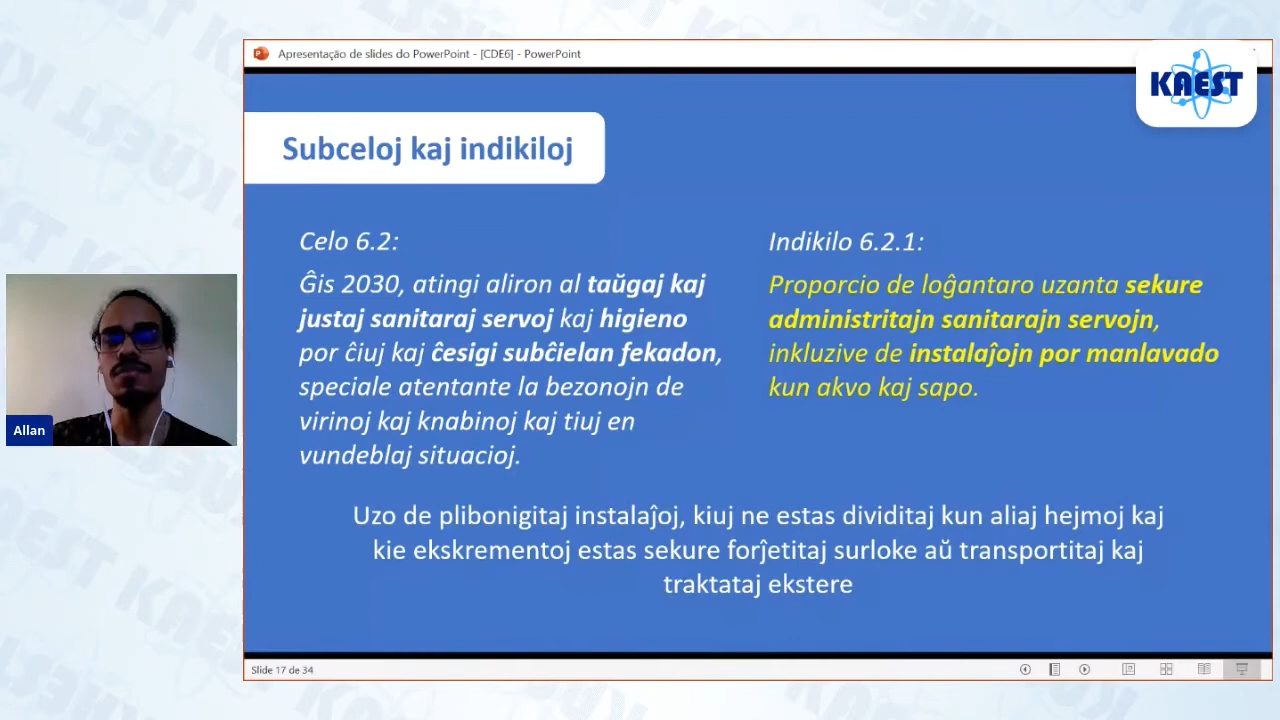 Apresentação de slides do PowerPoint - [CDE6] - PowerPoint
KAEST
Subceloj kaj indikiloj
Celo 6.2:
Ĝis 2030, atingi aliron al taŭgaj kaj
justaj sanitaraj servoj kaj higieno
por ĉiuj kaj ĉesigi subĉielan fekadon,
speciale atentante la bezonojn de
virinoj kaj knabinoj kaj tiuj en
vundeblaj situacioj.
Indikilo 6.2.1:
Proporcio de loĝantaro uzanta sekure
administritajn sanitarajn servojn,
inkluzive de instalaĵojn por manlavado
kun akvo kaj sapo.
Uzo de plibonigitaj instalaĵoj, kiuj ne estas dividitaj kun aliaj hejmoj kaj
kie ekskrementoj estas sekure forĵetitaj surloke aŭ transportitaj kaj
traktataj ekstere
Allan
Slide 17 de 34